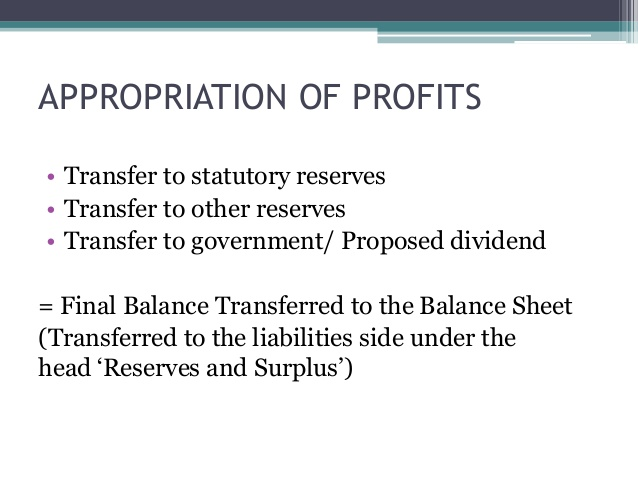 APPROPRIATION OF PROFITS
• Transfer to statutory reserves
• Transfer to other reserves
• Transfer to government/ Proposed dividend
= Final Balance Transferred to the Balance Sheet
(Transferred to the liabilities side under the
head ‘Reserves and Surplus’)